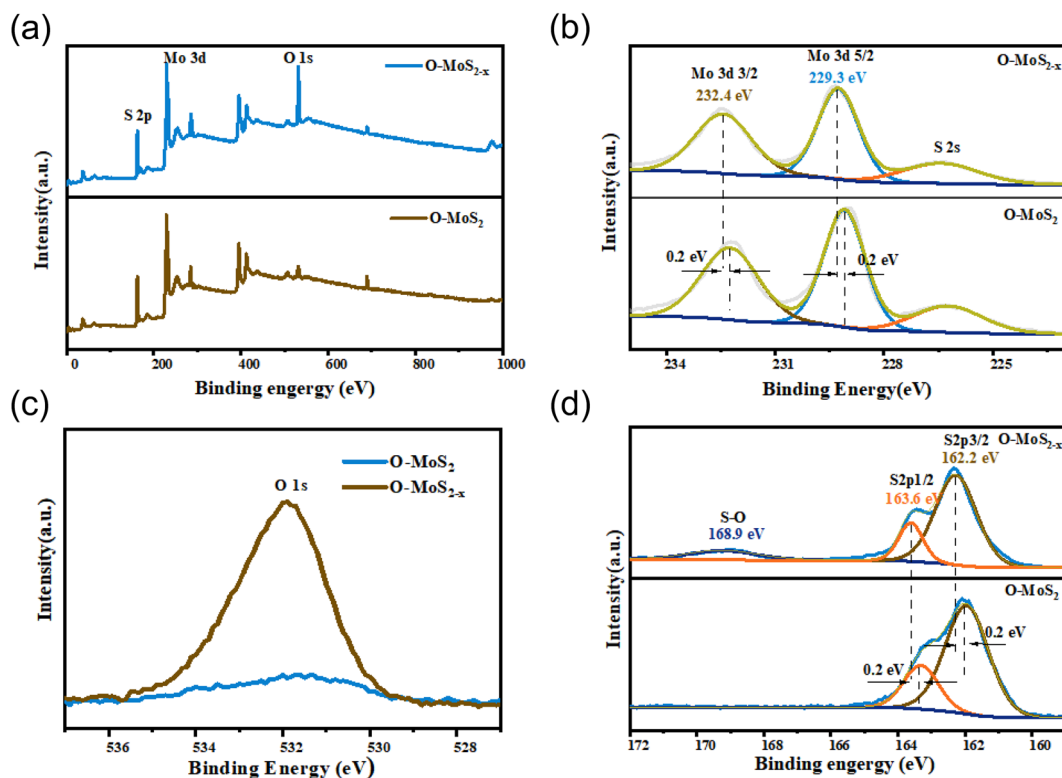 (a)
Mo 3d
O 1s
O-MoS2-x
S 2p
O-MoS2
Intensity(a.u.)
0 200 400 600 800 1000
Binding engergy (eV)
(b)
Mo 3d 3/2
232.4 eV
Mo 3d 5/2
229.3 eV
O-MoS2-x
S 2s
O-MoS2
0.2 eV
0.2 eV
Intensity(a.u.)
234 231 228 225
Binding Energy(eV)
(c)
O-MoS2
O-MoS2-x
O 1s
Intensity(a.u.)
536 534 532 530 528
Binding Energy (eV)
(d)
S2p3/2
O-MoS2-x
162.2 eV
S2p1/2
163.6 eV
S-O
168.9 eV
O-MoS2
0.2 eV
0.2 eV
Intensity(a.u.)
172 170 168 166 164 162 160
Binding engergy (eV)